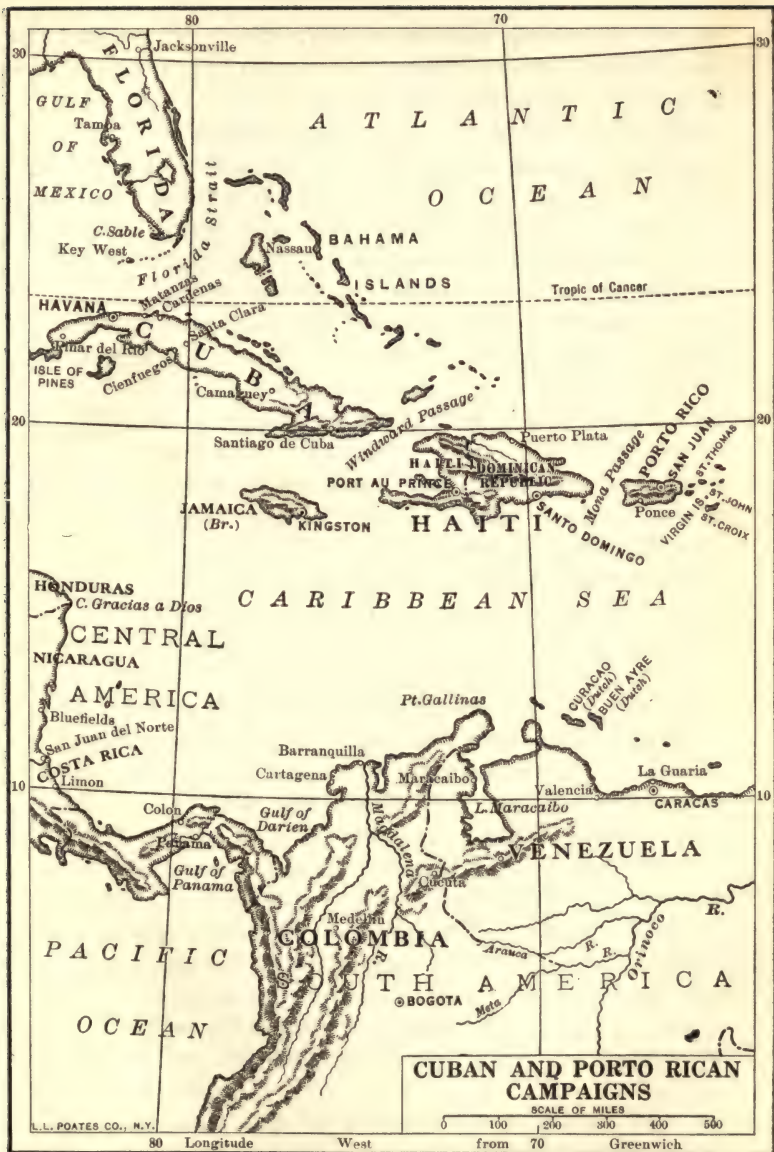 80
70
30
30
Jacksonville
FLORIDA
GULF
OF
MEXICO
Tampa
ATLANTIC
OCEAN
C. Sable
Key West
Florida Strait
Nassau
BAHAMA
ISLANDS
Tropic of Cancer
HAVANA
Matanzas
Cardenas
Santa Clara
CUBA
Pinar del Rio
ISLE OF
PINES
Cienfuegos
Camaguey
20
20
Santiago de Cuba
Windward Passage
Puerto Plata
HAITI
DOMINICAN
REPUBLIC
PORT AU PRINCE
HAITI
SANTO DOMINGO
Mona Passage
PORTO RICO
SAN JUAN
Ponce
ST. THOMAS
VIRGIN IS.
ST. JOHN
ST. CROIX
JAMAICA
(Br.)
KINGSTON
HONDURAS
C. Gracias a Dios
CARIBBEAN SEA
CENTRAL
AMERICA
NICARAGUA
Bluefields
San Juan del Norte
COSTA RICA
Limon
CURACAO
(Dutch)
BUEN AYRE
(Dutch)
Pt. Gallinas
Barranquilla
Cartagena
Maracaibo
La Guaria
Valencia
CARACAS
10
10
L. Maracaibo
Colon
Panama
Gulf of
Darien
Gulf of
Panama
Magdalena
R.
VENEZUELA
Cucuta
Medellin
COLOMBIA
Arauca R.
R.
Orinoco
R.
Meta
PACIFIC
OCEAN
SOUTH AMERICA
BOGOTA
CUBAN AND PORTO RICAN
CAMPAIGNS
SCALE OF MILES
0 100 200 300 400 500
L.L. POATES CO., N.Y.
80 Longitude West from 70 Greenwich